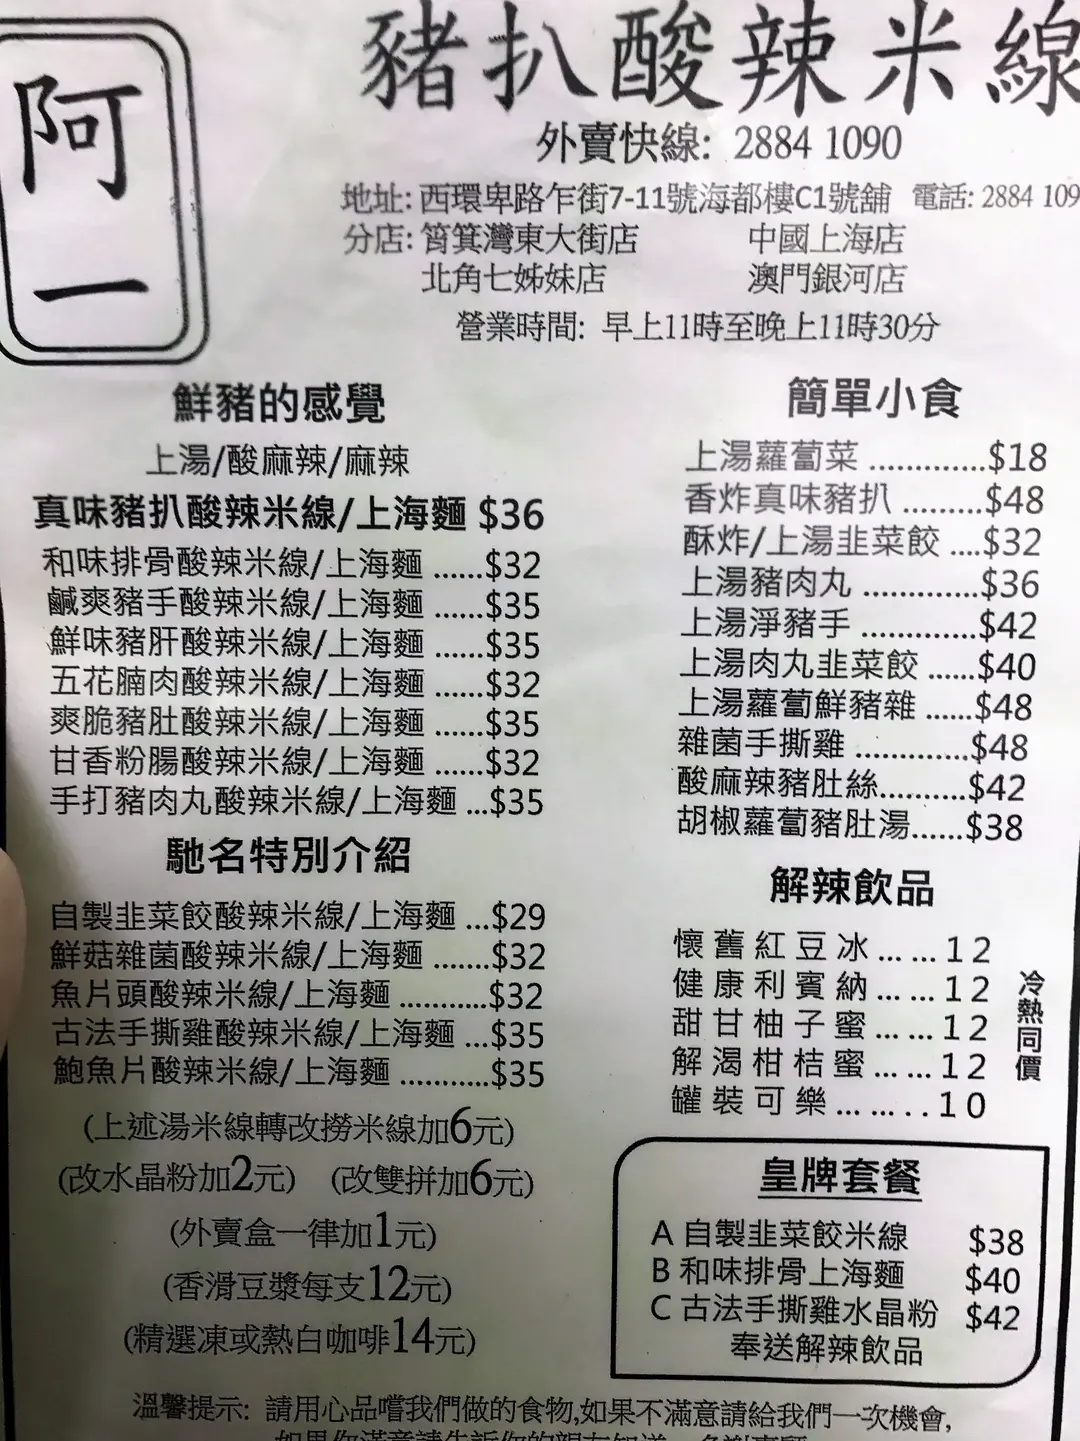 阿一
豬扒酸辣米線
外賣快線: 2884 1090
地址: 西環卑路乍街7-11號海都樓C1號舖 電話: 2884 109
分店: 筲箕灣東大街店 中國上海店
北角七姊妹店 澳門銀河店
營業時間: 早上11時至晚上11時30分
鮮豬的感覺
上湯/酸麻辣/麻辣
真味豬扒酸辣米線/上海麵 $36
和味排骨酸辣米線/上海麵 ......$32
鹹爽豬手酸辣米線/上海麵 ......$35
鮮味豬肝酸辣米線/上海麵 ......$35
五花腩肉酸辣米線/上海麵 ......$32
爽脆豬肚酸辣米線/上海麵 ......$35
甘香粉腸酸辣米線/上海麵 ......$32
手打豬肉丸酸辣米線/上海麵 ...$35
馳名特別介紹
自製韭菜餃酸辣米線/上海麵 ...$29
鮮菇雜菌酸辣米線/上海麵 .......$32
魚片頭酸辣米線/上海麵 ............$32
古法手撕雞酸辣米線/上海麵 ...$35
鮑魚片酸辣米線/上海麵 ............$35
(上述湯米線轉改撈米線加6元)
(改水晶粉加2元) (改雙拼加6元)
(外賣盒一律加1元)
(香滑豆漿每支12元)
(精選凍或熱白咖啡14元)
簡單小食
上湯蘿蔔菜 .............$18
香炸真味豬扒 .........$48
酥炸/上湯韭菜餃 ....$32
上湯豬肉丸 .............$36
上湯淨豬手 .............$42
上湯肉丸韭菜餃 ......$40
上湯蘿蔔鮮豬雜 ......$48
雜菌手撕雞 .............$48
酸麻辣豬肚絲..........$42
胡椒蘿蔔豬肚湯......$38
解辣飲品
懷舊紅豆冰......12
健康利賓納......12
甜甘柚子蜜......12
解渴柑桔蜜......12
罐裝可樂.......10
冷熱同價
皇牌套餐
A 自製韭菜餃米線 $38
B 和味排骨上海麵 $40
C 古法手撕雞水晶粉 $42
奉送解辣飲品
溫馨提示: 請用心品嚐我們做的食物,如果不滿意請給我們一次機會,